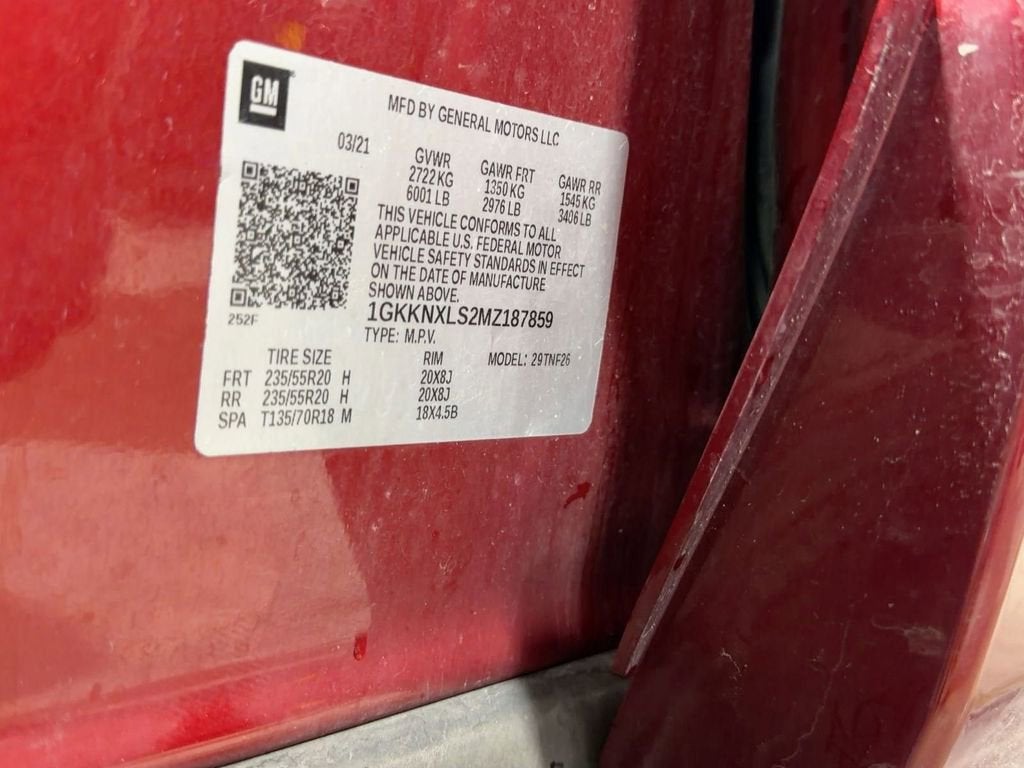 GM
MFD BY GENERAL MOTORS LLC
03/21
GVWR GAWR FRT GAWR RR
2722 KG 1350 KG 1545 KG
6001 LB 2976 LB 3406 LB
THIS VEHICLE CONFORMS TO ALL
APPLICABLE U.S. FEDERAL MOTOR
VEHICLE SAFETY STANDARDS IN EFFECT
ON THE DATE OF MANUFACTURE
SHOWN ABOVE.
252F
1GKKNXLS2MZ187859
TYPE: M.P.V.
TIRE SIZE RIM MODEL: 29TNF26
FRT 235/55R20 H 20X8J
RR 235/55R20 H 20X8J
SPA T135/70R18 M 18X4.5B